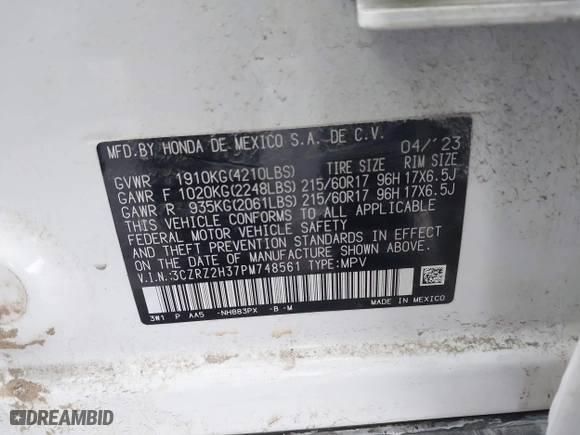 MFD.BY HONDA DE MEXICO S.A. DE C.V. 04/'23
GVWR 1910KG(4210LBS) TIRE SIZE RIM SIZE
GAWR F 1020KG(2248LBS) 215/60R17 96H 17X6.5J
GAWR R 935KG(2061LBS) 215/60R17 96H 17X6.5J
THIS VEHICLE CONFORMS TO ALL APPLICABLE
FEDERAL MOTOR VEHICLE SAFETY
AND THEFT PREVENTION STANDARDS IN EFFECT
ON THE DATE OF MANUFACTURE SHOWN ABOVE.
V.I.N.:3CZRZ2H37PM748561 TYPE:MPV
3W1 P AA5 -NH883PX -B -M MADE IN MEXICO
DREAMBID